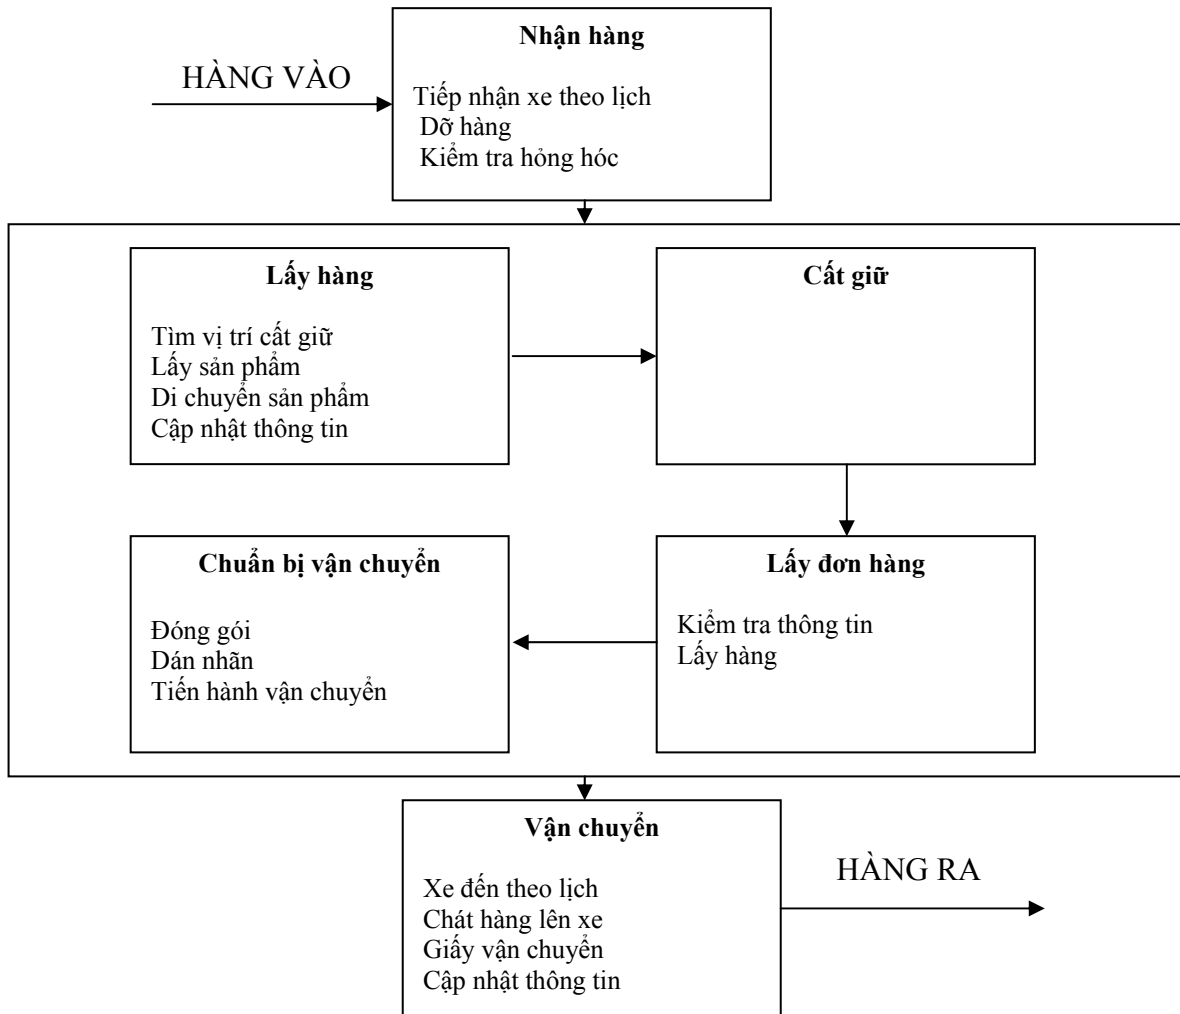 Nhận hàng
HÀNG VÀO
Tiếp nhận xe theo lịch
Dỡ hàng
Kiểm tra hỏng hóc
Lấy hàng
Tìm vị trí cất giữ
Lấy sản phẩm
Di chuyển sản phẩm
Cập nhật thông tin
Cất giữ
Lấy đơn hàng
Kiểm tra thông tin
Lấy hàng
Chuẩn bị vận chuyển
Đóng gói
Dán nhãn
Tiến hành vận chuyển
Vận chuyển
Xe đến theo lịch
Chát hàng lên xe
Giấy vận chuyển
Cập nhật thông tin
HÀNG RA